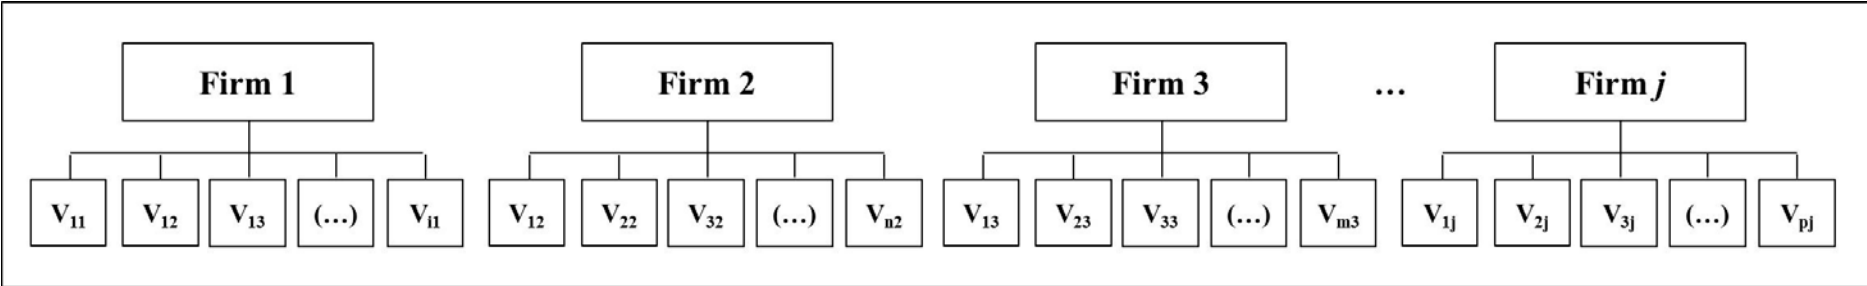 Firm 1 Firm 2 Firm 3 … Firm j
V11 V12 V13 (…) Vi1 V12 V22 V32 (…) Vn2 V13 V23 V33 (…) Vm3 V1j V2j V3j (…) Vpj